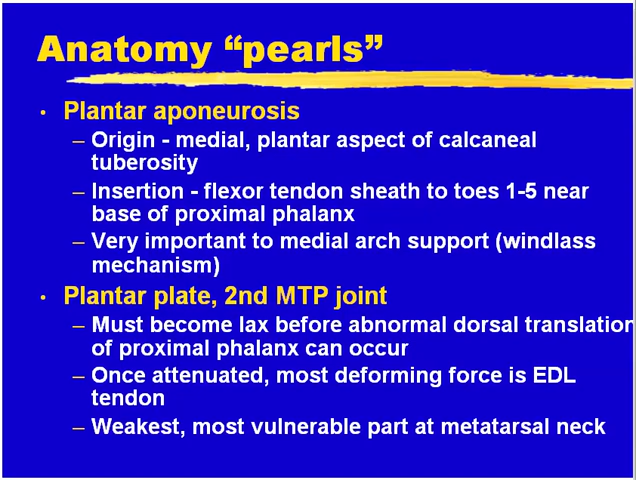 Anatomy “pearls”
• Plantar aponeurosis
– Origin - medial, plantar aspect of calcaneal
tuberosity
– Insertion - flexor tendon sheath to toes 1-5 near
base of proximal phalanx
– Very important to medial arch support (windlass
mechanism)
• Plantar plate, 2nd MTP joint
– Must become lax before abnormal dorsal translation
of proximal phalanx can occur
– Once attenuated, most deforming force is EDL
tendon
– Weakest, most vulnerable part at metatarsal neck